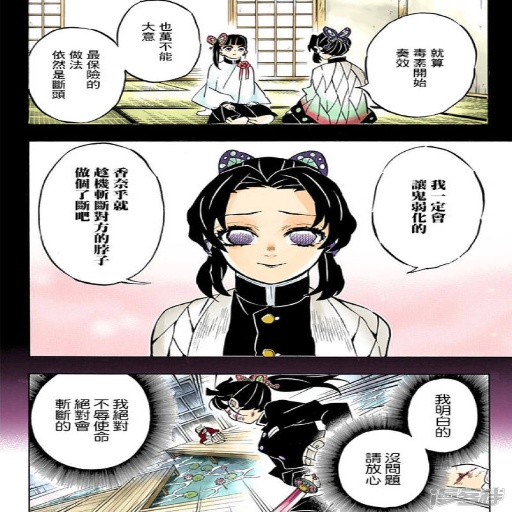 就算
毒素開始
奏效
也萬不能
大意
最保險的
做法
依然是斷頭
我一定會
讓鬼弱化的
香奈乎就
趁機斬斷對方的脖子
做個了斷吧
我明白的
沒問題
請放心
我絕對
不辱使命
絕對會
斬斷的